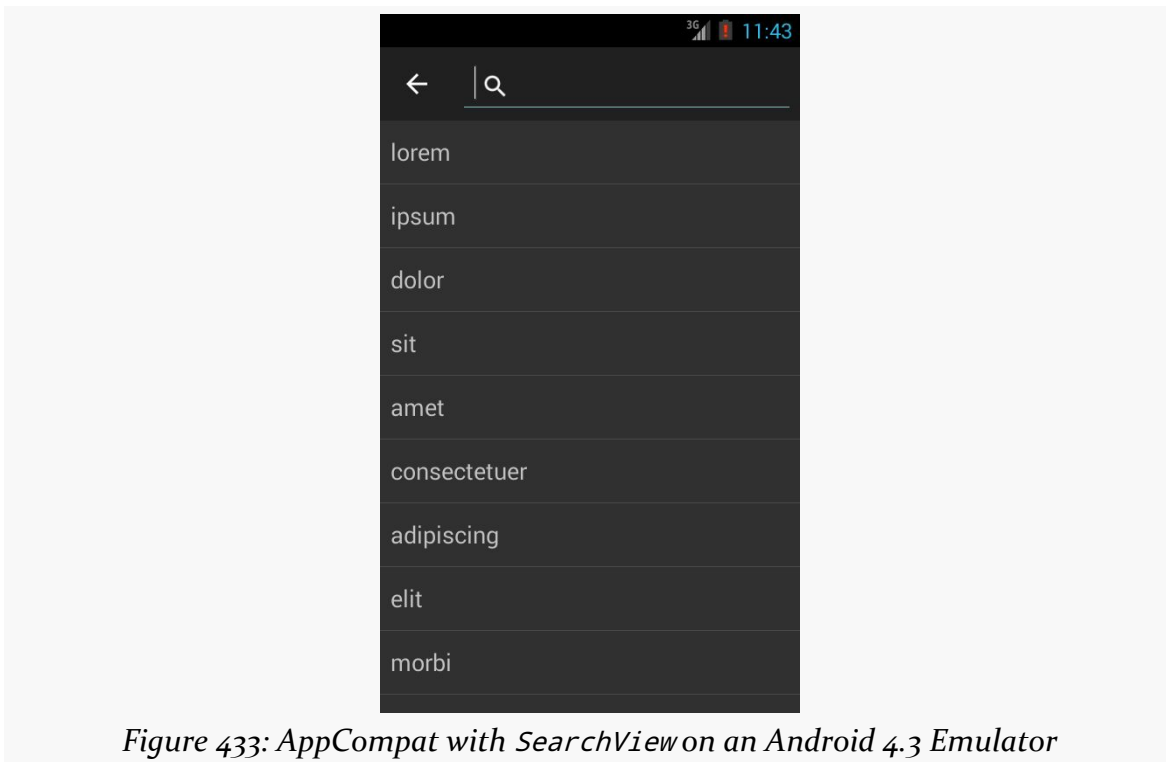 3G 11:43
lorem
ipsum
dolor
sit
amet
consectetuer
adipiscing
elit
morbi
Figure 433: AppCompat with SearchView on an Android 4.3 Emulator